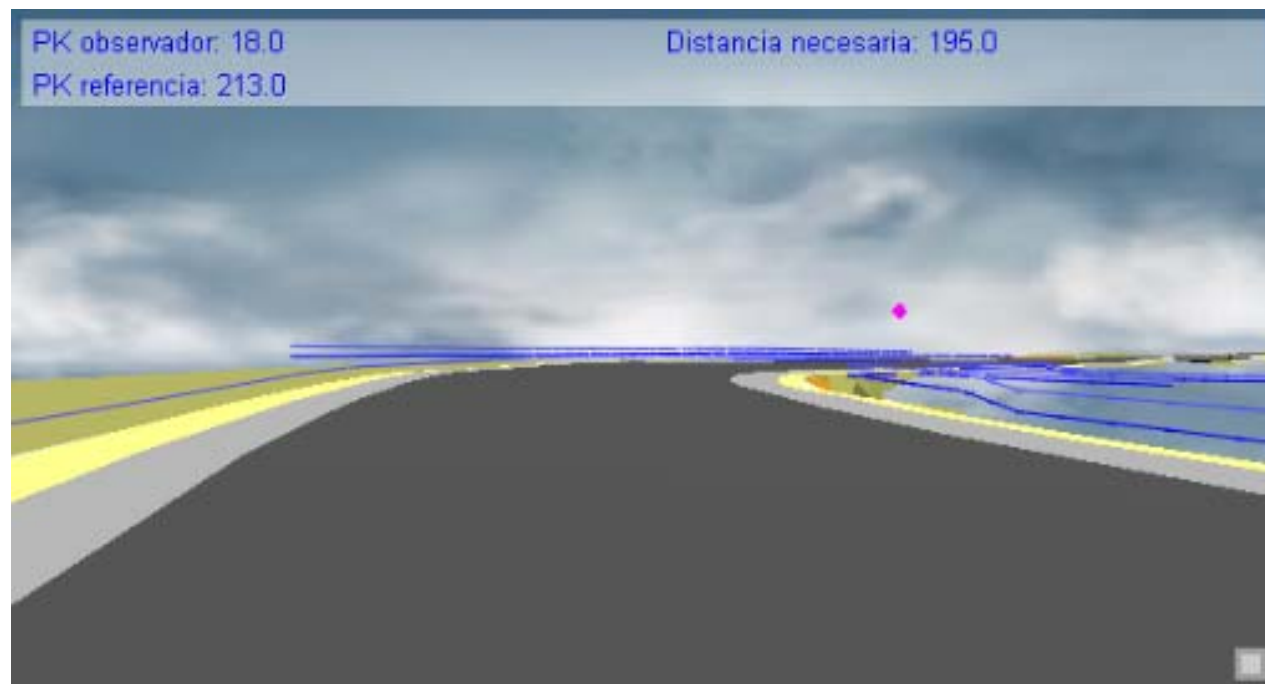 PK observador: 18.0
Distancia necesaria: 195.0
PK referencia: 213.0